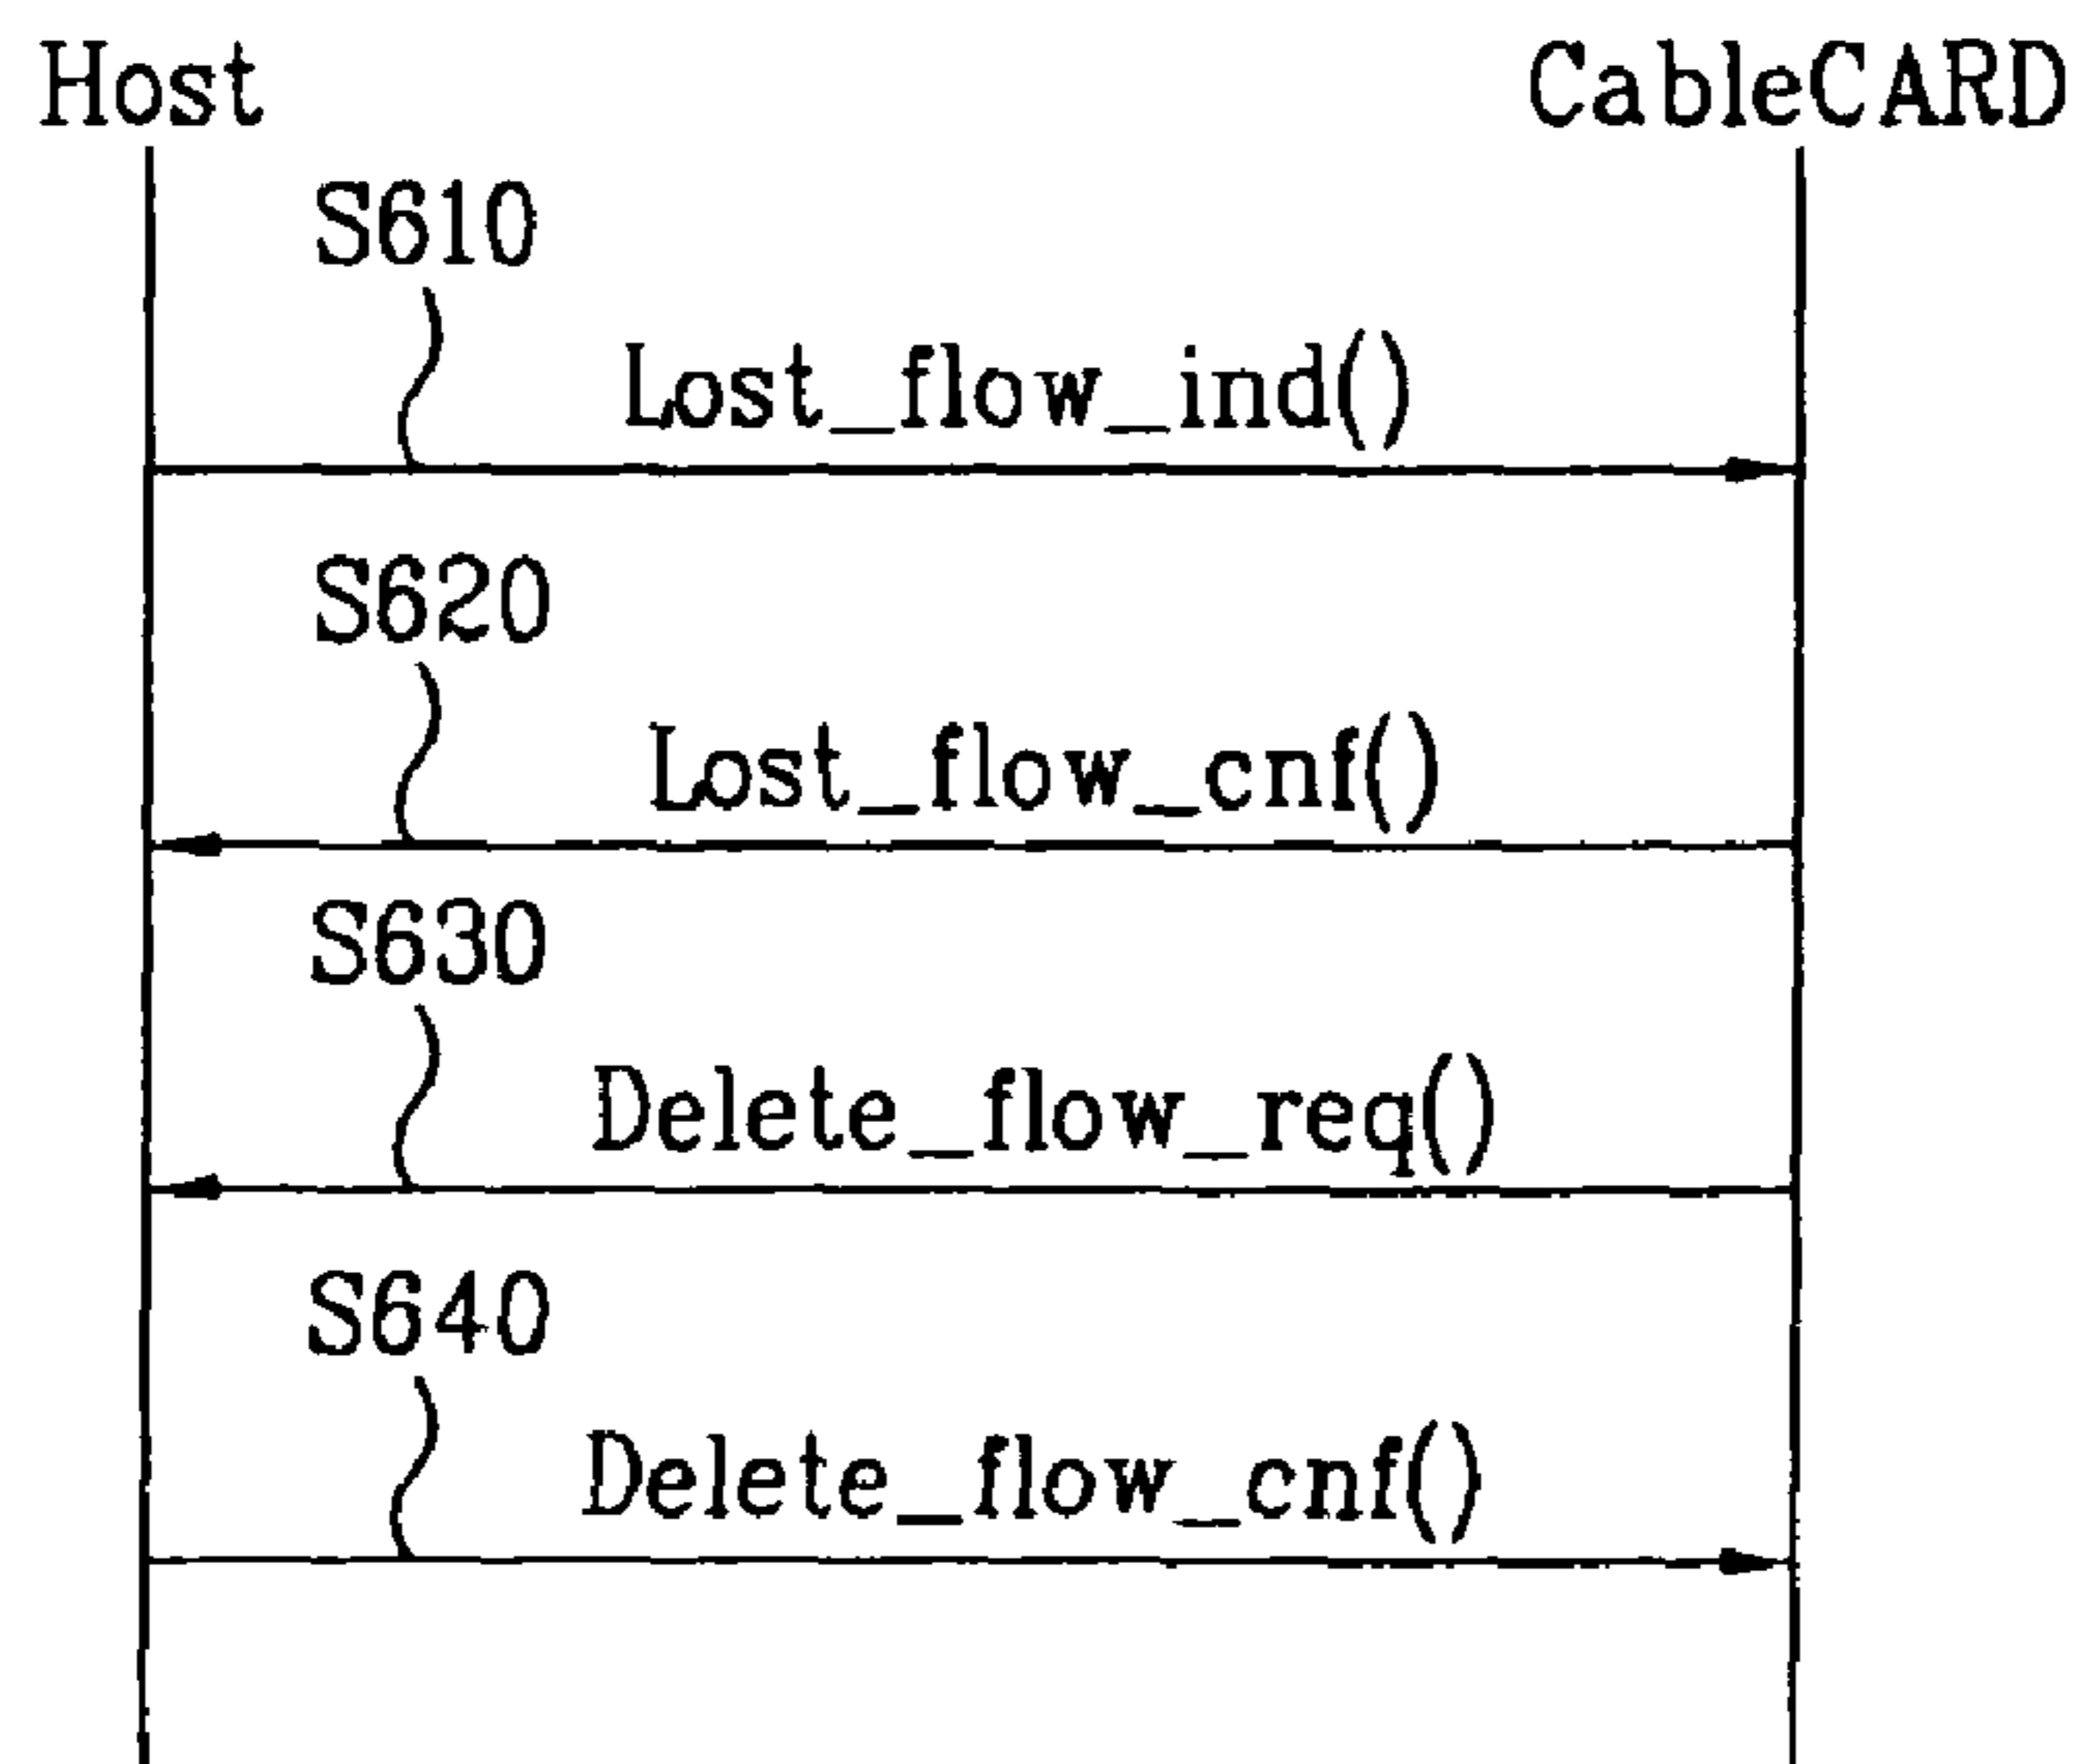 Host CableCARD
S610
Lost_flow_ind()
S620
Lost_flow_cnf()
S630
Delete_flow_req()
S640
Delete_flow_cnf()